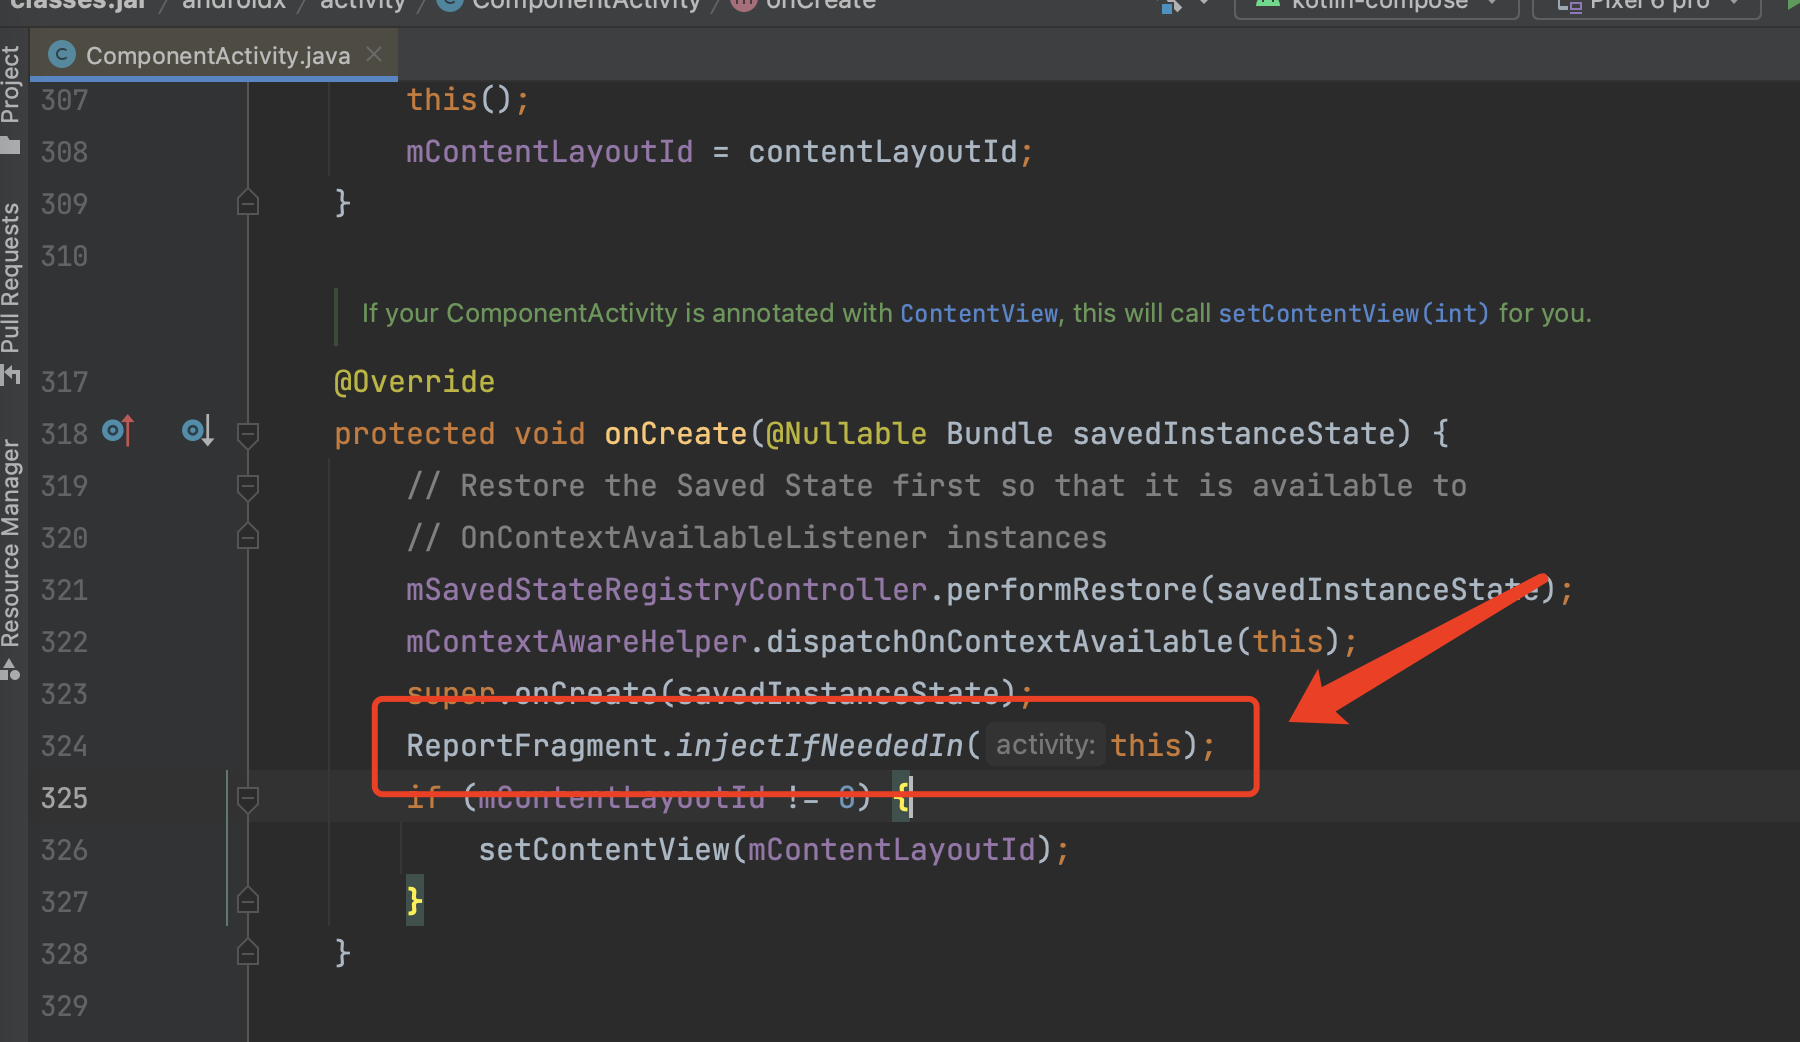 classes.jar / androidx / activity / ComponentActivity / onCreate
kotlin-compose
Pixel 6 pro
ComponentActivity.java
Project
Pull Requests
Resource Manager
307 this();
308 mContentLayoutId = contentLayoutId;
309 }
310
If your ComponentActivity is annotated with ContentView, this will call setContentView(int) for you.
317 @Override
318 protected void onCreate(@Nullable Bundle savedInstanceState) {
319 // Restore the Saved State first so that it is available to
320 // OnContextAvailableListener instances
321 mSavedStateRegistryController.performRestore(savedInstanceState);
322 mContextAwareHelper.dispatchOnContextAvailable(this);
323 super.onCreate(savedInstanceState);
324 ReportFragment.injectIfNeededIn( activity: this);
325 if (mContentLayoutId != 0) {
326 setContentView(mContentLayoutId);
327 }
328 }
329